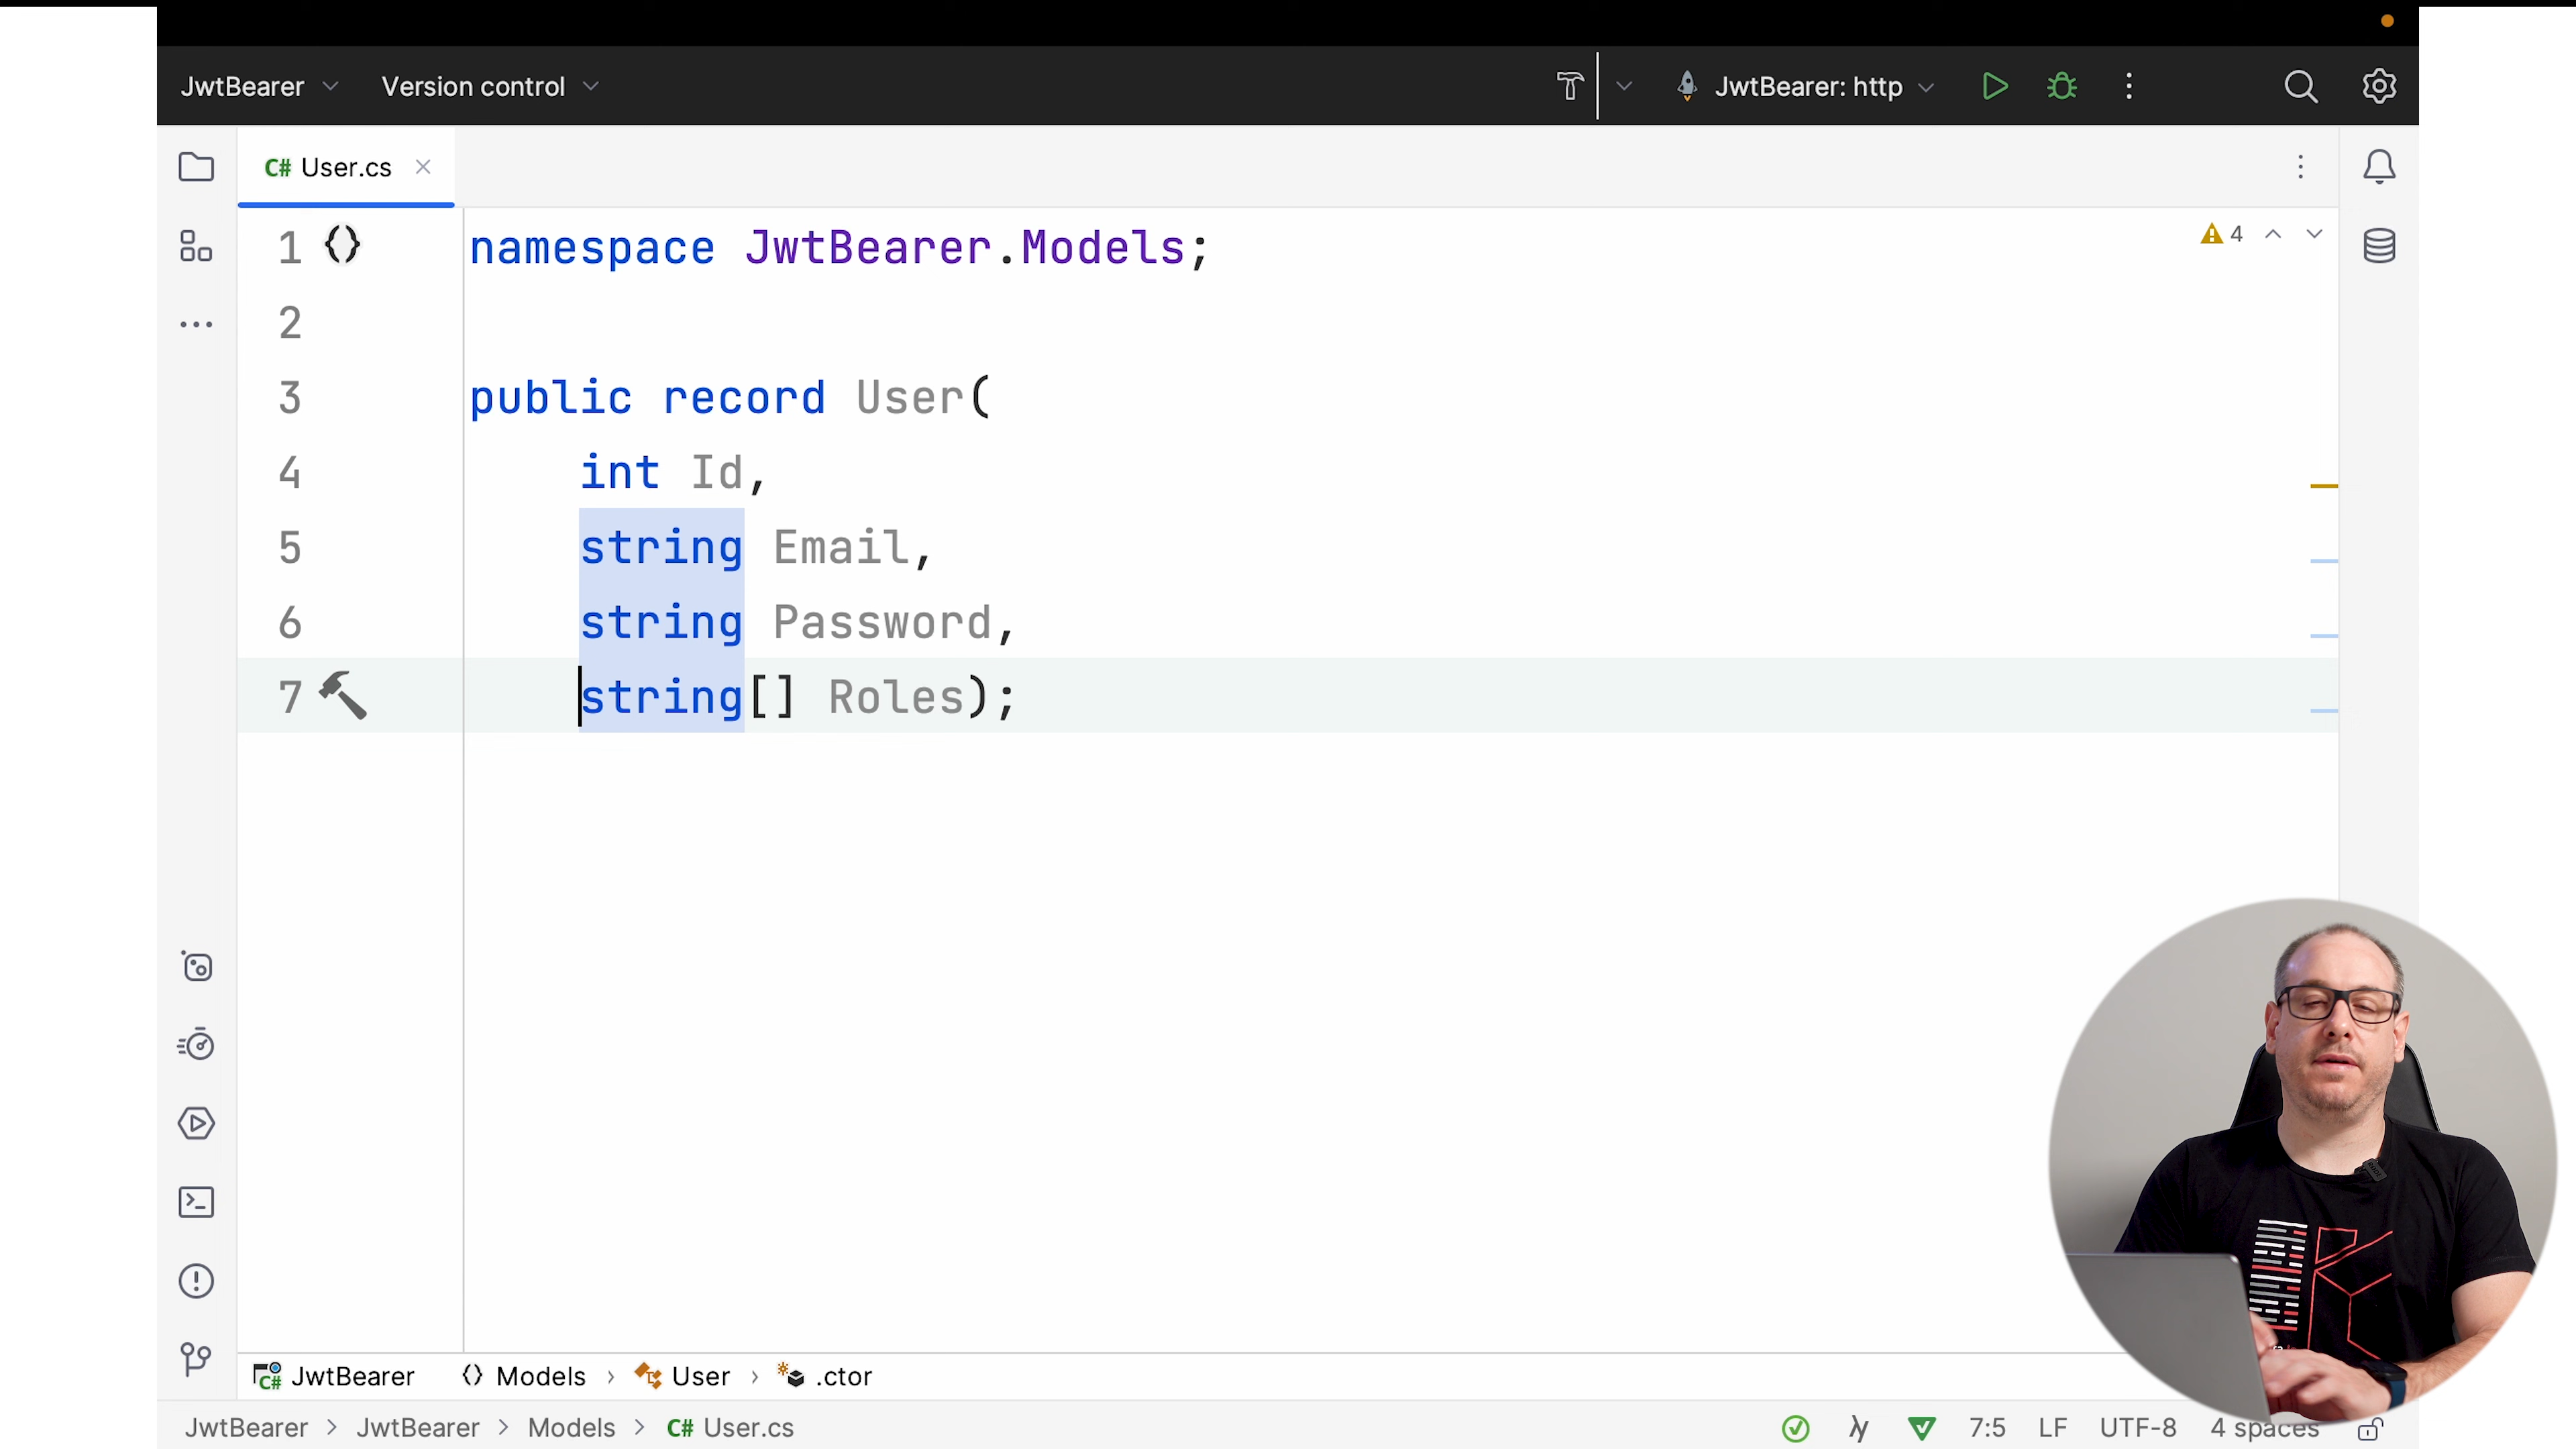 JwtBearer Version control JwtBearer: http
C# User.cs
1 namespace JwtBearer.Models; 4
2
3 public record User(
4 int Id,
5 string Email,
6 string Password,
7 string[] Roles);
JwtBearer Models User .ctor
JwtBearer JwtBearer Models C# User.cs 7:5 LF UTF-8 4 spaces